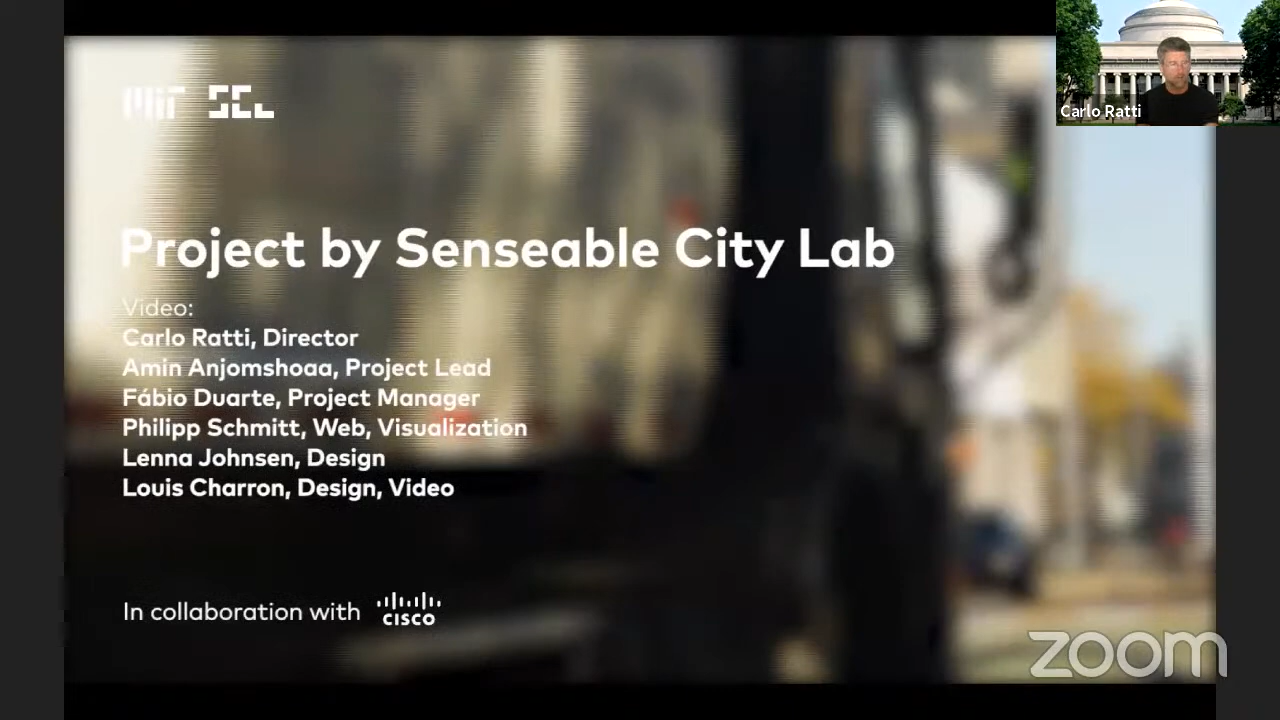 MIT SCL
Carlo Ratti
Project by Senseable City Lab
Video:
Carlo Ratti, Director
Amin Anjomshoaa, Project Lead
Fábio Duarte, Project Manager
Philipp Schmitt, Web, Visualization
Lenna Johnsen, Design
Louis Charron, Design, Video
In collaboration with CISCO
zoom